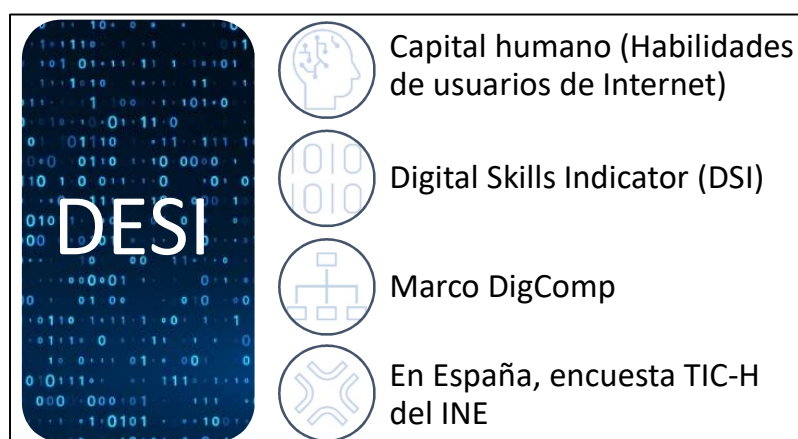 DESI
Capital humano (Habilidades
de usuarios de Internet)
Digital Skills Indicator (DSI)
Marco DigComp
En España, encuesta TIC-H
del INE